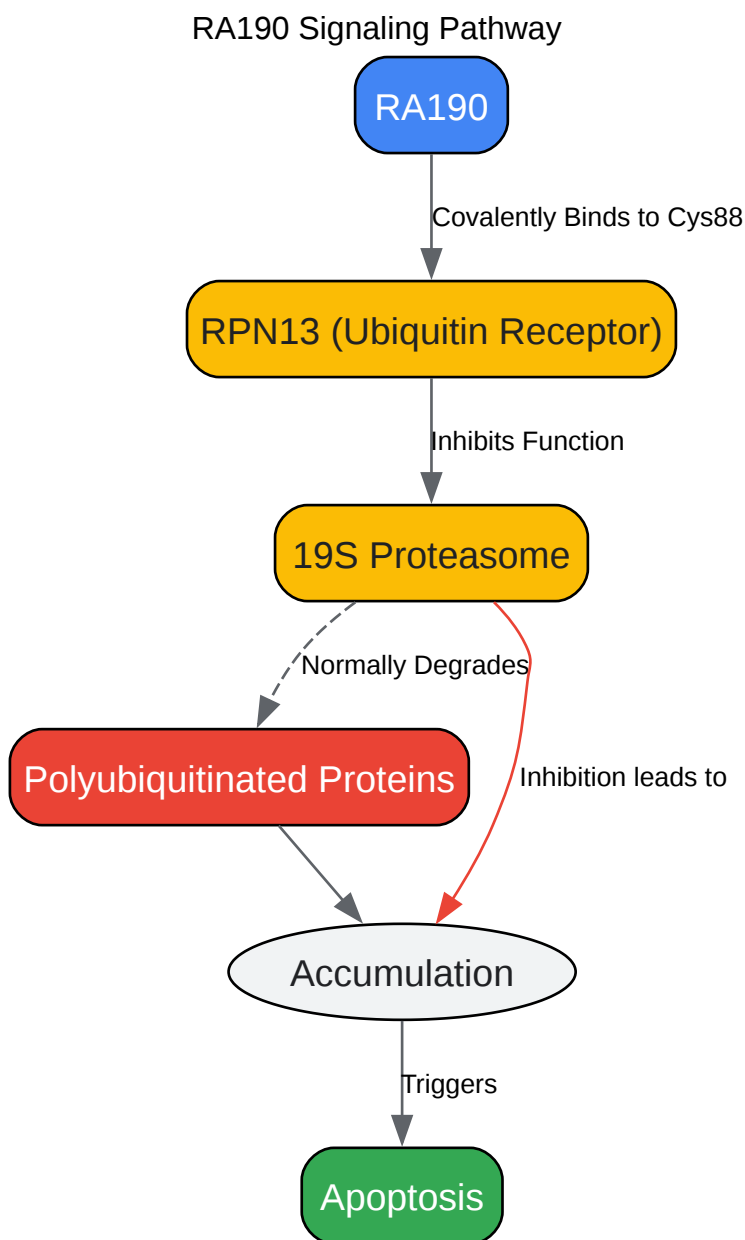 RA190 Signaling Pathway
RA190
Covalently Binds to Cys88
RPN13 (Ubiquitin Receptor)
Inhibits Function
19S Proteasome
Normally Degrades
Polyubiquitinated Proteins
Inhibition leads to
Accumulation
Triggers
Apoptosis